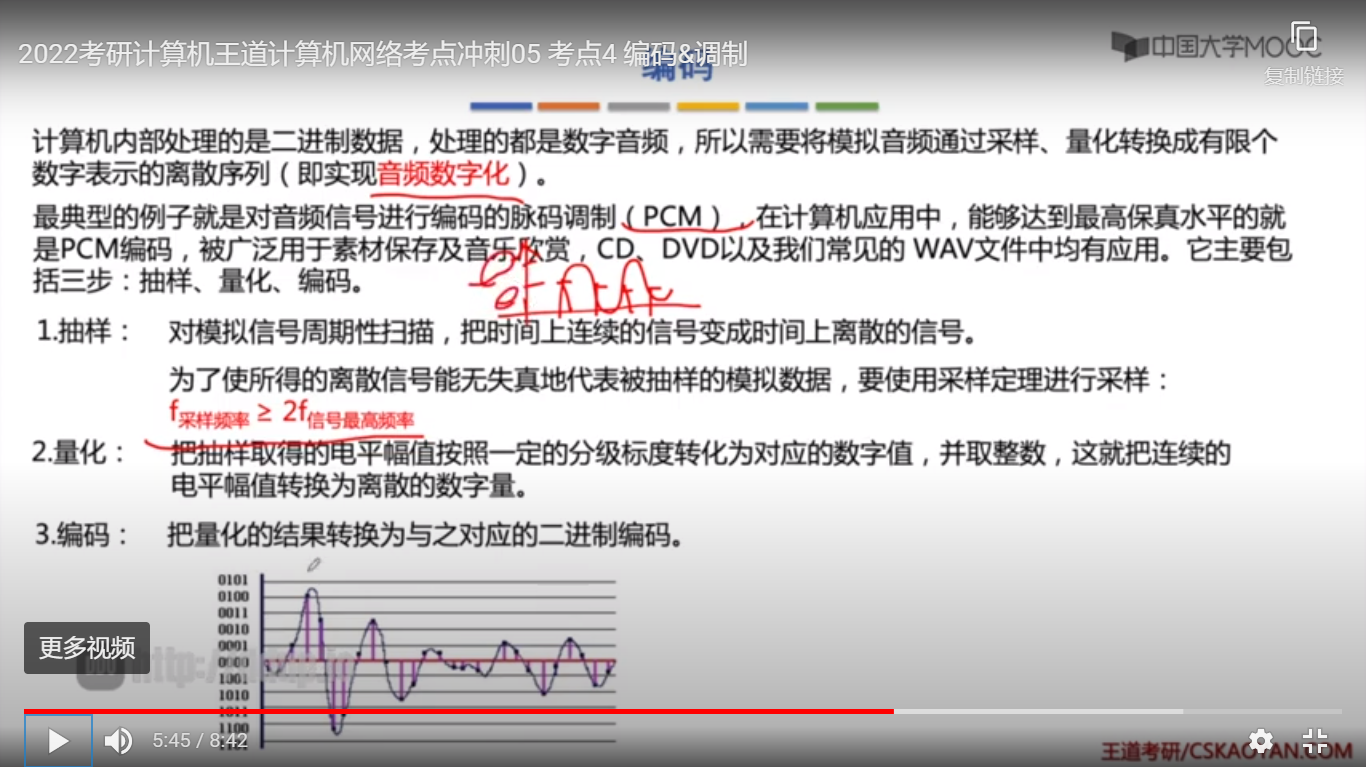 2022考研计算机王道计算机网络考点冲刺05 考点4 编码&调制
编码
中国大学MOOC
复制链接
计算机内部处理的是二进制数据，处理的都是数字音频，所以需要将模拟音频通过采样、量化转换成有限个
数字表示的离散序列（即实现音频数字化）。
最典型的例子就是对音频信号进行编码的脉码调制（PCM），在计算机应用中，能够达到最高保真水平的就
是PCM编码，被广泛用于素材保存及音乐欣赏，CD、DVD以及我们常见的 WAV文件中均有应用。它主要包
括三步：抽样、量化、编码。
1.抽样： 对模拟信号周期性扫描，把时间上连续的信号变成时间上离散的信号。
为了使所得的离散信号能无失真地代表被抽样的模拟数据，要使用采样定理进行采样：
f采样频率 ≥ 2f信号最高频率
2.量化： 把抽样取得的电平幅值按照一定的分级标度转化为对应的数字值，并取整数，这就把连续的
电平幅值转换为离散的数字量。
3.编码： 把量化的结果转换为与之对应的二进制编码。
0101
0100
0011
0010
0001
0000
1001
1010
1011
1100
更多视频
5:45 / 8:42
王道考研/CSKAOYAN.COM